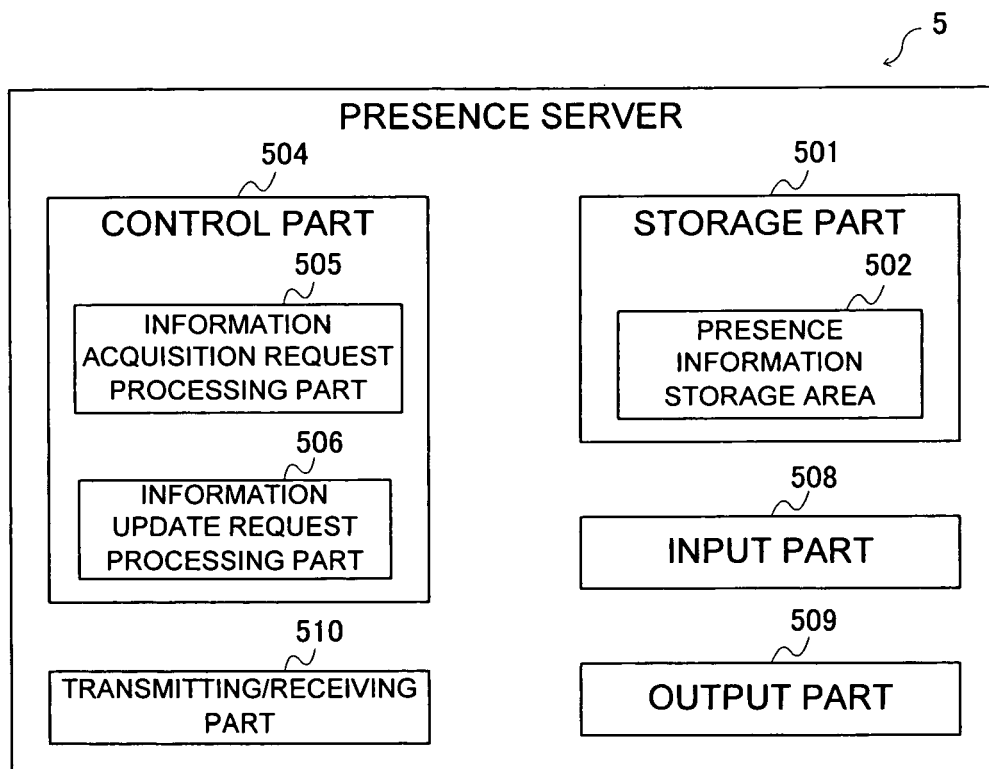 5
PRESENCE SERVER
504
CONTROL PART
505
INFORMATION
ACQUISITION REQUEST
PROCESSING PART
506
INFORMATION
UPDATE REQUEST
PROCESSING PART
510
TRANSMITTING/RECEIVING
PART
501
STORAGE PART
502
PRESENCE
INFORMATION
STORAGE AREA
508
INPUT PART
509
OUTPUT PART